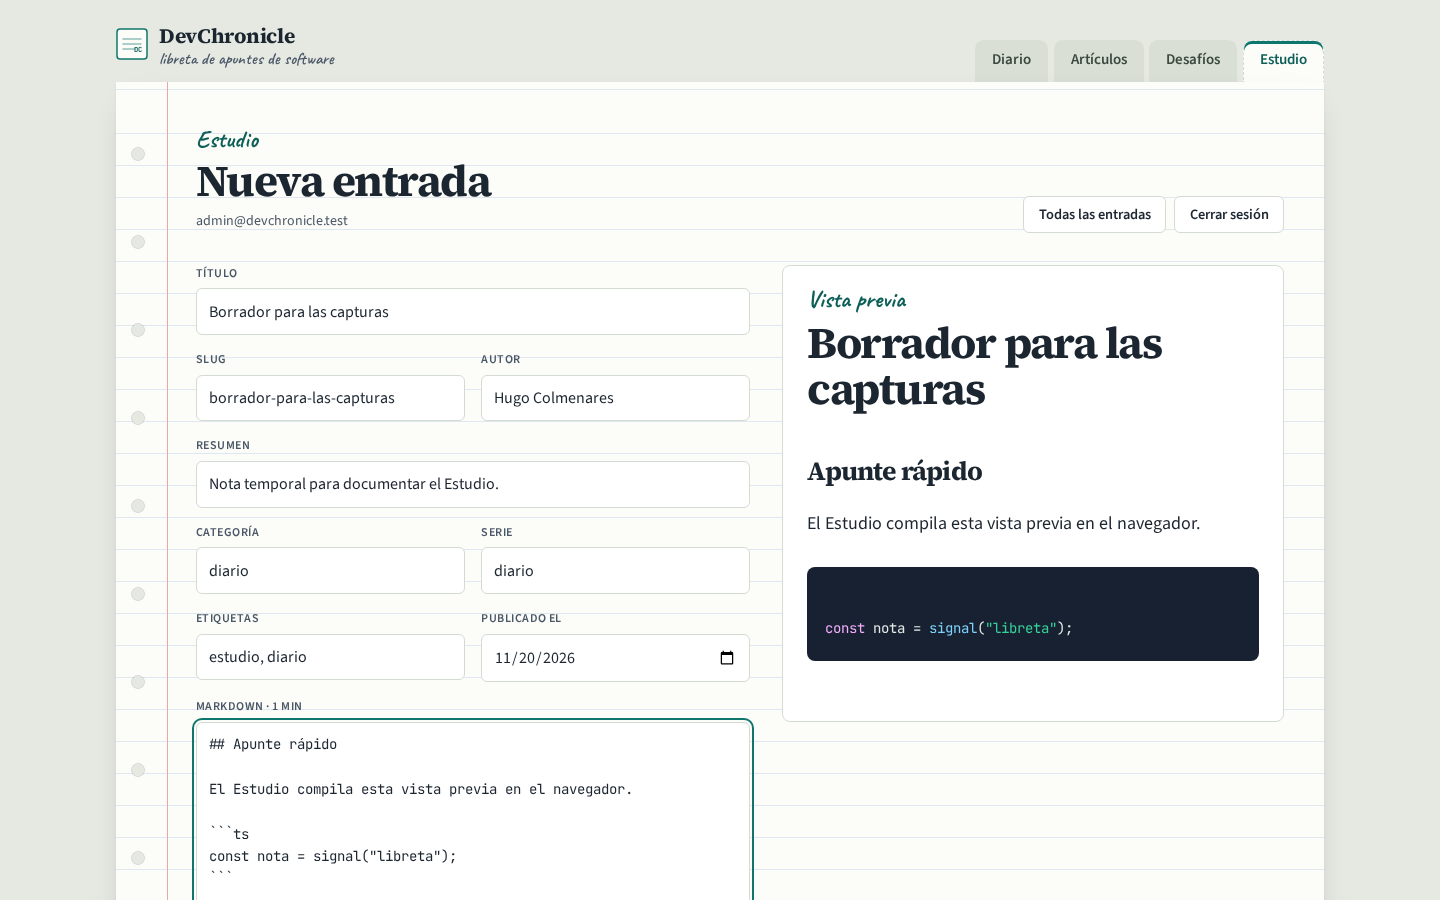 DC
DevChronicle
libreta de apuntes de software
Diario
Artículos
Desafíos
Estudio
Estudio
Nueva entrada
admin@devchronicle.test
Todas las entradas
Cerrar sesión
TÍTULO
Borrador para las capturas
SLUG
AUTOR
borrador-para-las-capturas
Hugo Colmenares
RESUMEN
Nota temporal para documentar el Estudio.
CATEGORÍA
SERIE
diario
diario
ETIQUETAS
PUBLICADO EL
estudio, diario
11/20/2026
MARKDOWN · 1 MIN
## Apunte rápido
El Estudio compila esta vista previa en el navegador.
```ts
const nota = signal("libreta");
```
Vista previa
Borrador para las
capturas
Apunte rápido
El Estudio compila esta vista previa en el navegador.
const nota = signal("libreta");